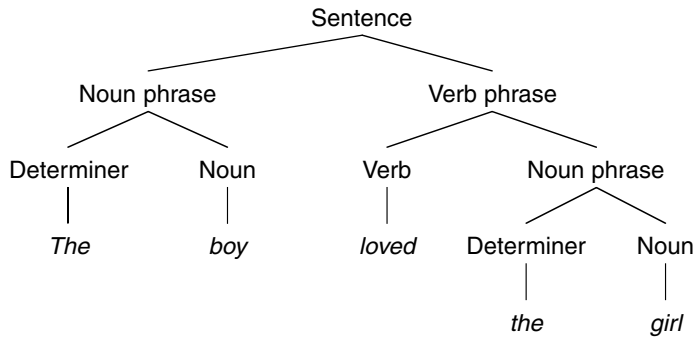 Sentence
Noun phrase Verb phrase
Determiner Noun Verb Noun phrase
The boy loved Determiner Noun
the girl